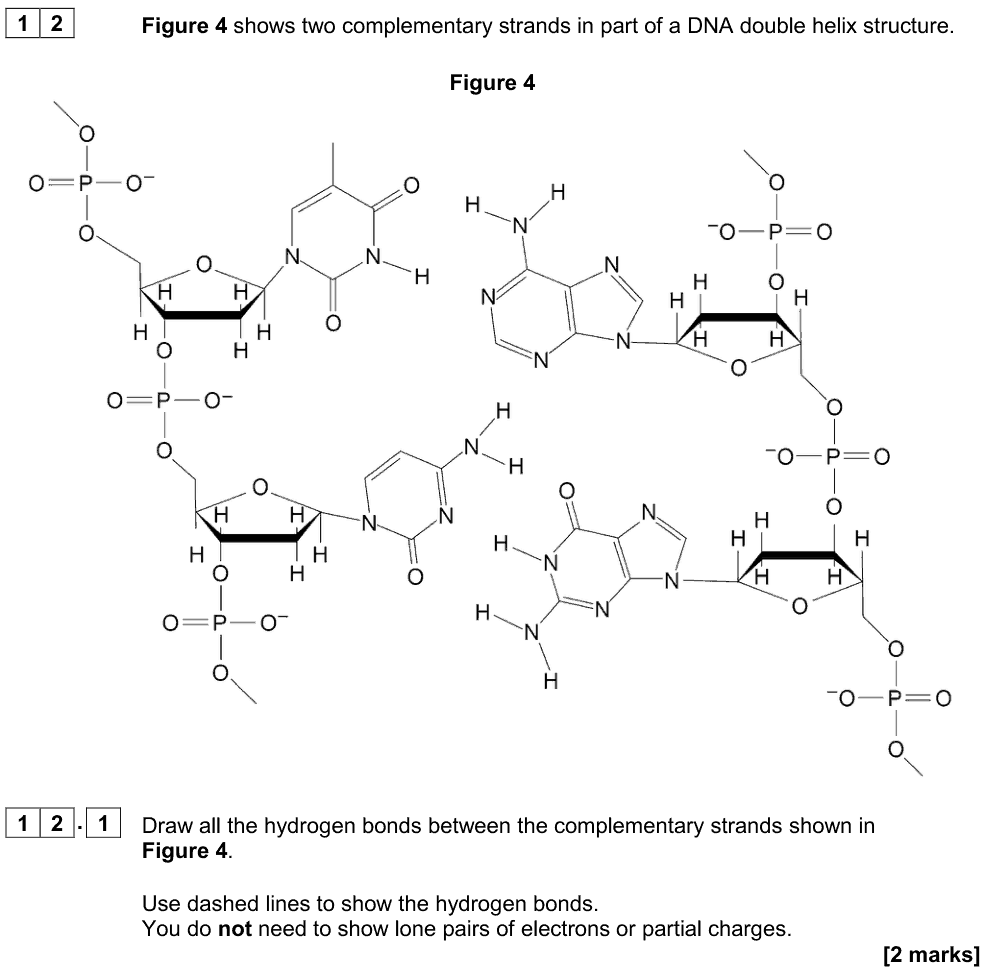 1 2 Figure 4 shows two complementary strands in part of a DNA double helix structure.
Figure 4
O
O=P—O⁻
O
O
H H
H H
H
O
O=P—O⁻
O
O
H H
H H
H
O
O=P—O⁻
O
O
N
N
H
O
N
H
H
N
N
O
H
H
N
N
N
N
N
O
H
N
N
N
N
N
H
H
O
⁻O—P=O
O
H
H
H
H H
O
O
⁻O—P=O
O
H
H
H
H H
O
O
⁻O—P=O
O
1 2 . 1 Draw all the hydrogen bonds between the complementary strands shown in
Figure 4.
Use dashed lines to show the hydrogen bonds.
You do not need to show lone pairs of electrons or partial charges.
[2 marks]